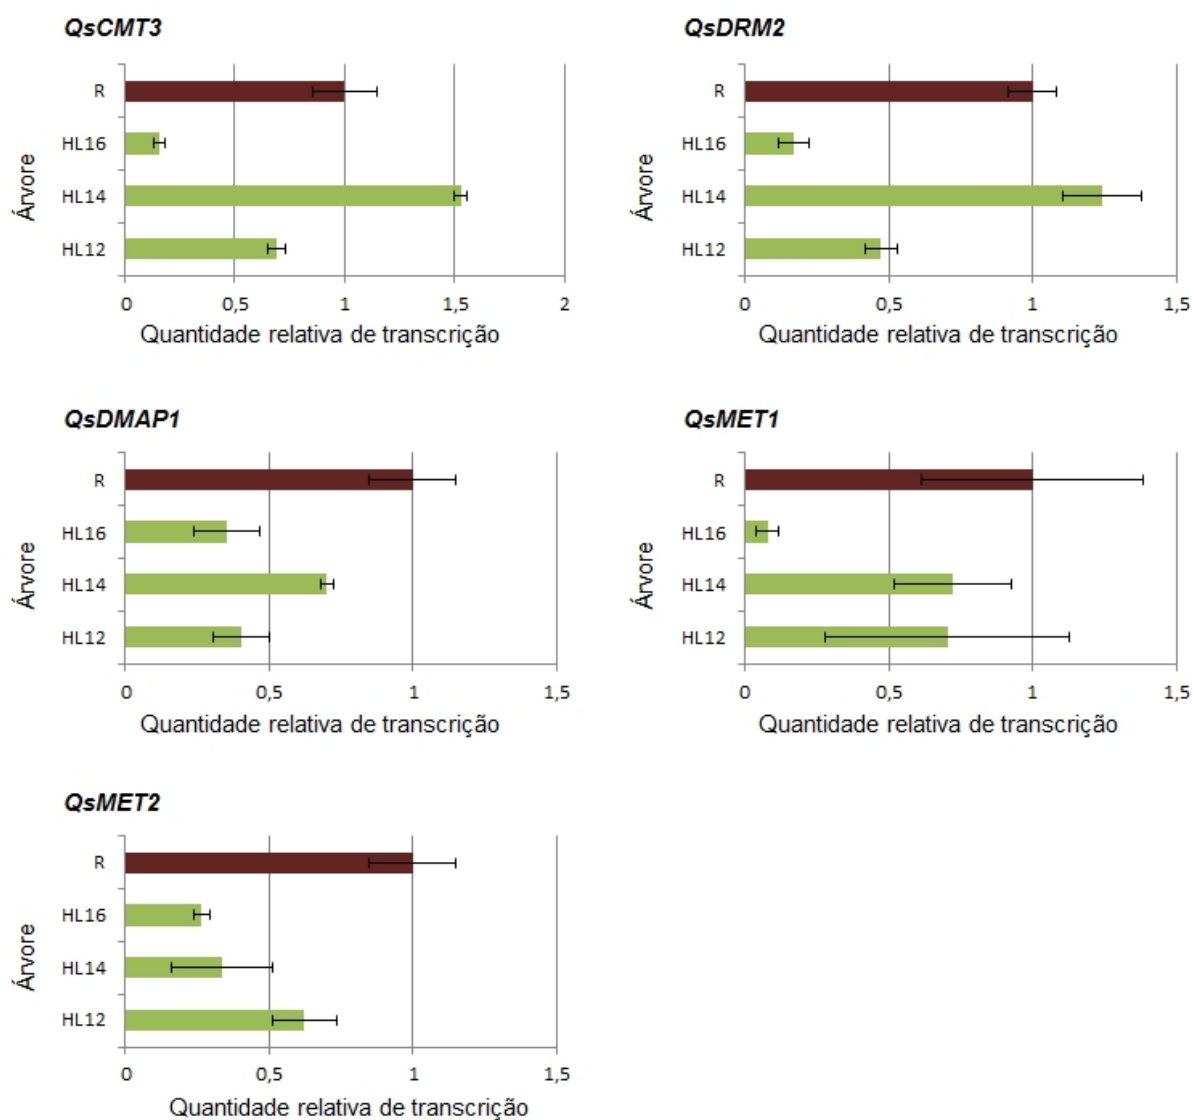 QsCMT3
Árvore
R
HL16
HL14
HL12
0 0,5 1 1,5 2
Quantidade relativa de transcrição
QsDRM2
Árvore
R
HL16
HL14
HL12
0 0,5 1 1,5
Quantidade relativa de transcrição
QsDMAP1
Árvore
R
HL16
HL14
HL12
0 0,5 1 1,5
Quantidade relativa de transcrição
QsMET1
Árvore
R
HL16
HL14
HL12
0 0,5 1 1,5
Quantidade relativa de transcrição
QsMET2
Árvore
R
HL16
HL14
HL12
0 0,5 1 1,5
Quantidade relativa de transcrição